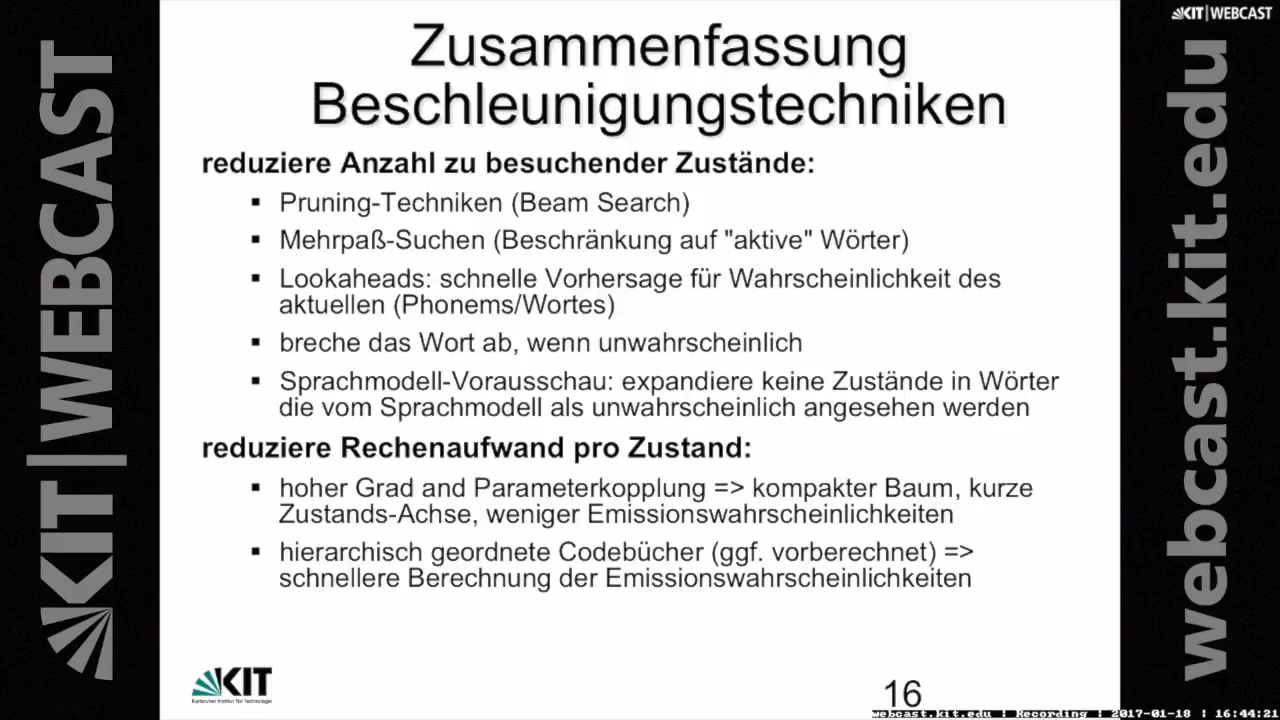 KIT|WEBCAST
Zusammenfassung
Beschleunigungstechniken
reduziere Anzahl zu besuchender Zustände:
▪ Pruning-Techniken (Beam Search)
▪ Mehrpaß-Suchen (Beschränkung auf "aktive" Wörter)
▪ Lookaheads: schnelle Vorhersage für Wahrscheinlichkeit des
aktuellen (Phonems/Wortes)
▪ breche das Wort ab, wenn unwahrscheinlich
▪ Sprachmodell-Vorausschau: expandiere keine Zustände in Wörter
die vom Sprachmodell als unwahrscheinlich angesehen werden
reduziere Rechenaufwand pro Zustand:
▪ hoher Grad and Parameterkopplung => kompakter Baum, kurze
Zustands-Achse, weniger Emissionswahrscheinlichkeiten
▪ hierarchisch geordnete Codebücher (ggf. vorberechnet) =>
schnellere Berechnung der Emissionswahrscheinlichkeiten
KIT
Karlsruher Institut für Technologie
16
webcast.kit.edu | Recording | 2017-01-18 | 16:44:21
KIT|WEBCAST
webcast.kit.edu